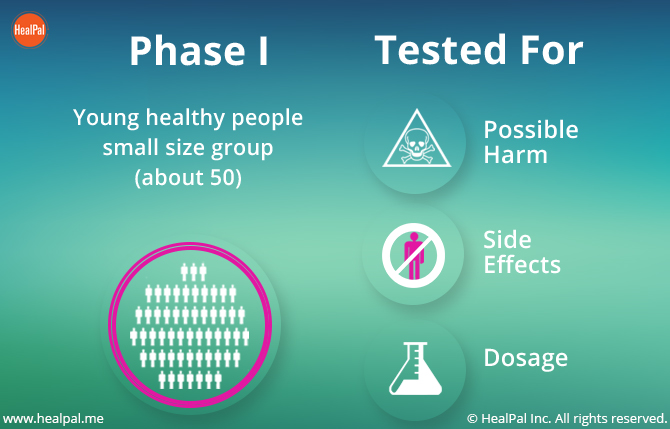 HealPal
Phase I
Young healthy people
small size group
(about 50)
Tested For
Possible
Harm
Side
Effects
Dosage
www.healpal.me
© HealPal Inc. All rights reserved.